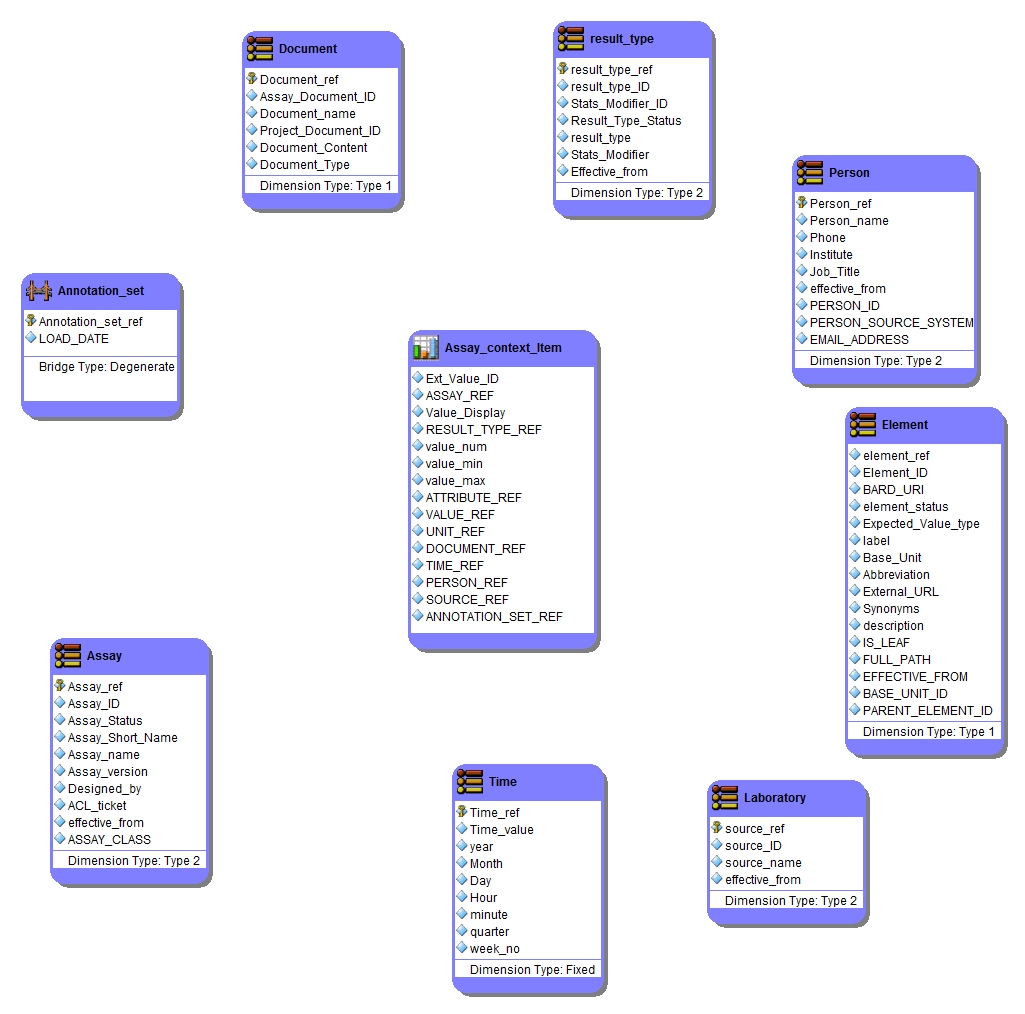 Document
Document_ref
Assay_Document_ID
Document_name
Project_Document_ID
Document_Content
Document_Type
Dimension Type: Type 1
result_type
result_type_ref
result_type_ID
Stats_Modifier_ID
Result_Type_Status
result_type
Stats_Modifier
Effective_from
Dimension Type: Type 2
Person
Person_ref
Person_name
Phone
Institute
Job_Title
effective_from
PERSON_ID
PERSON_SOURCE_SYSTEM
EMAIL_ADDRESS
Dimension Type: Type 2
Annotation_set
Annotation_set_ref
LOAD_DATE
Bridge Type: Degenerate
Assay_context_Item
Ext_Value_ID
ASSAY_REF
Value_Display
RESULT_TYPE_REF
value_num
value_min
value_max
ATTRIBUTE_REF
VALUE_REF
UNIT_REF
DOCUMENT_REF
TIME_REF
PERSON_REF
SOURCE_REF
ANNOTATION_SET_REF
Element
element_ref
Element_ID
BARD_URI
element_status
Expected_Value_type
label
Base_Unit
Abbreviation
External_URL
Synonyms
description
IS_LEAF
FULL_PATH
EFFECTIVE_FROM
BASE_UNIT_ID
PARENT_ELEMENT_ID
Dimension Type: Type 1
Assay
Assay_ref
Assay_ID
Assay_Status
Assay_Short_Name
Assay_name
Assay_version
Designed_by
ACL_ticket
effective_from
ASSAY_CLASS
Dimension Type: Type 2
Time
Time_ref
Time_value
year
Month
Day
Hour
minute
quarter
week_no
Dimension Type: Fixed
Laboratory
source_ref
source_ID
source_name
effective_from
Dimension Type: Type 2